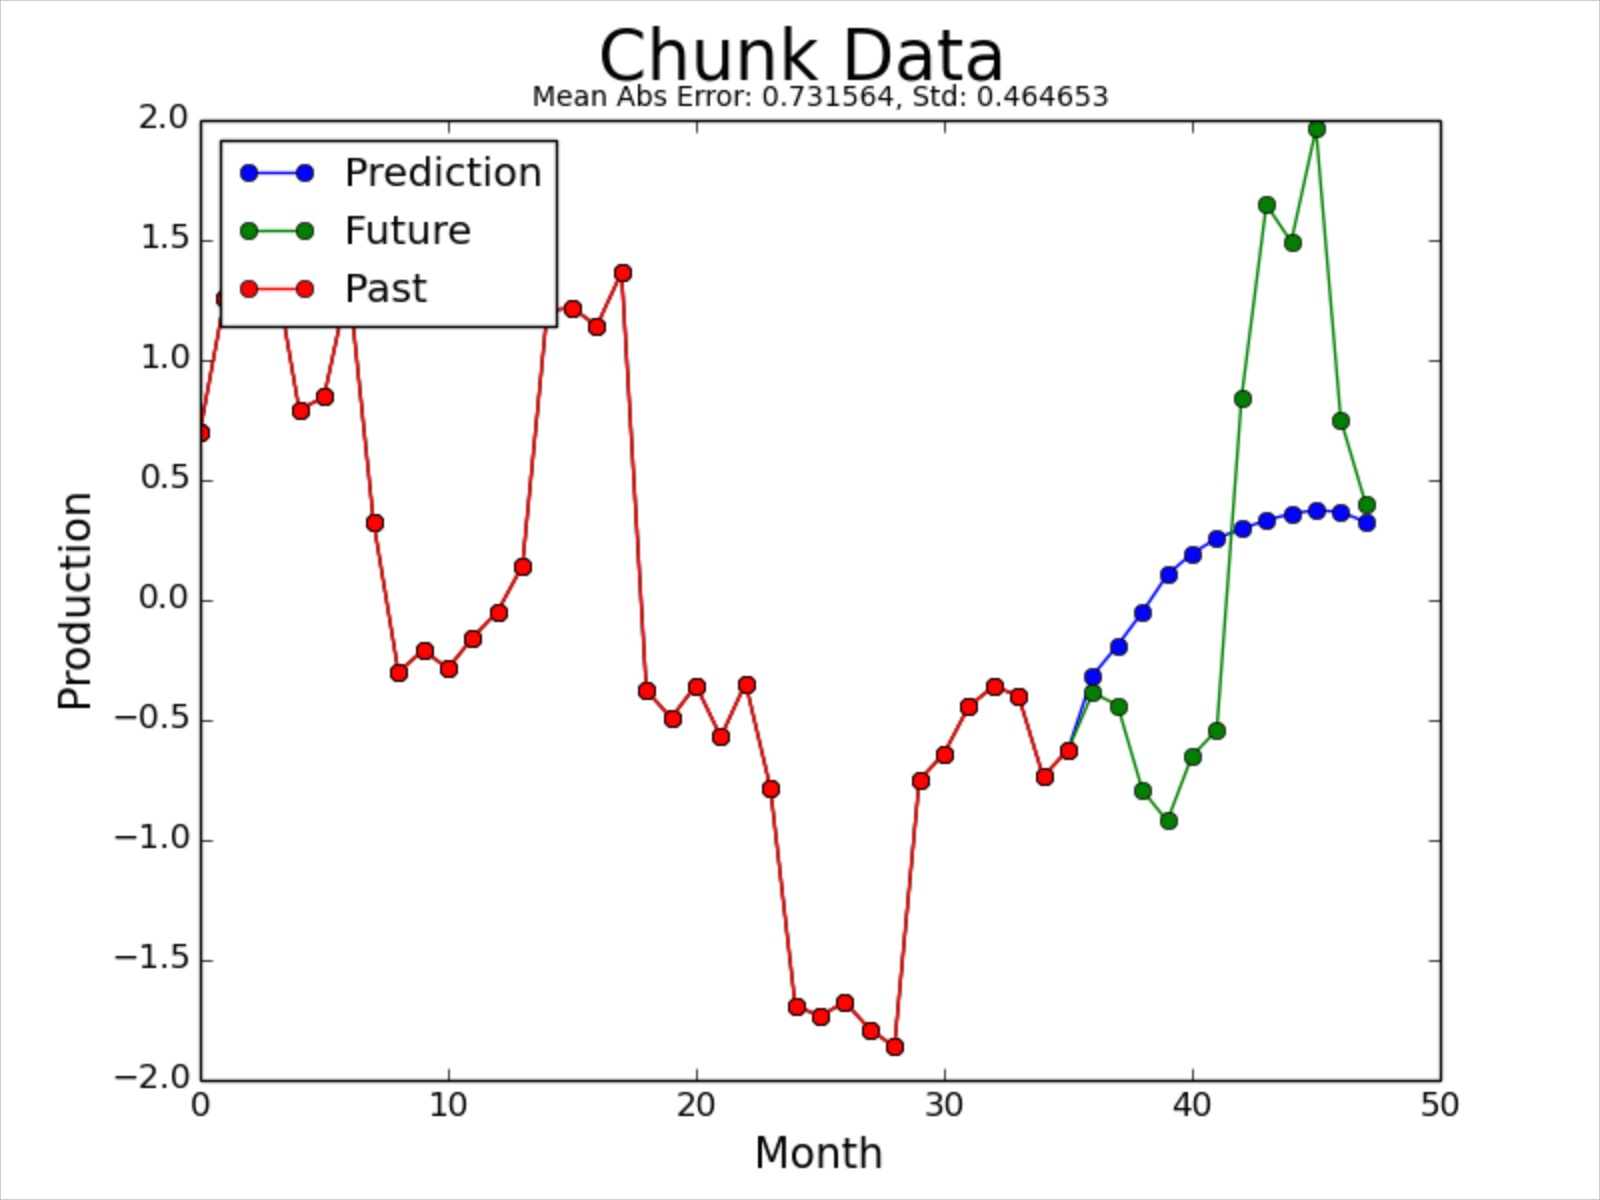 Chunk Data
Mean Abs Error: 0.731564, Std: 0.464653
Prediction
Future
Past
2.0
1.5
1.0
0.5
0.0
−0.5
−1.0
−1.5
−2.0
Production
0 10 20 30 40 50
Month